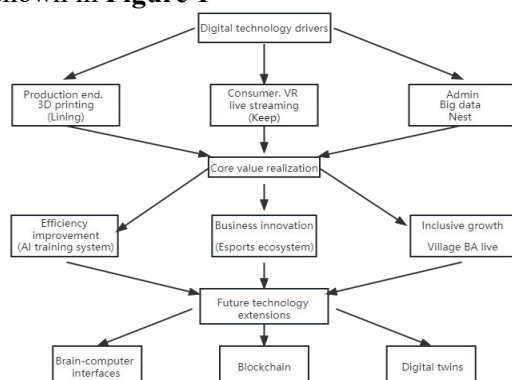 shown in Figure 1
Digital technology drivers
Production end.
3D printing
(Lining)
Consumer. VR
live streaming
(Keep)
Admin
Big data
Nest
Core value realization
Efficiency
improvement
(AI training system)
Business innovation
(Esports ecosystem)
Inclusive growth
Village BA live
Future technology
extensions
Brain-computer
interfaces
Blockchain
Digital twins